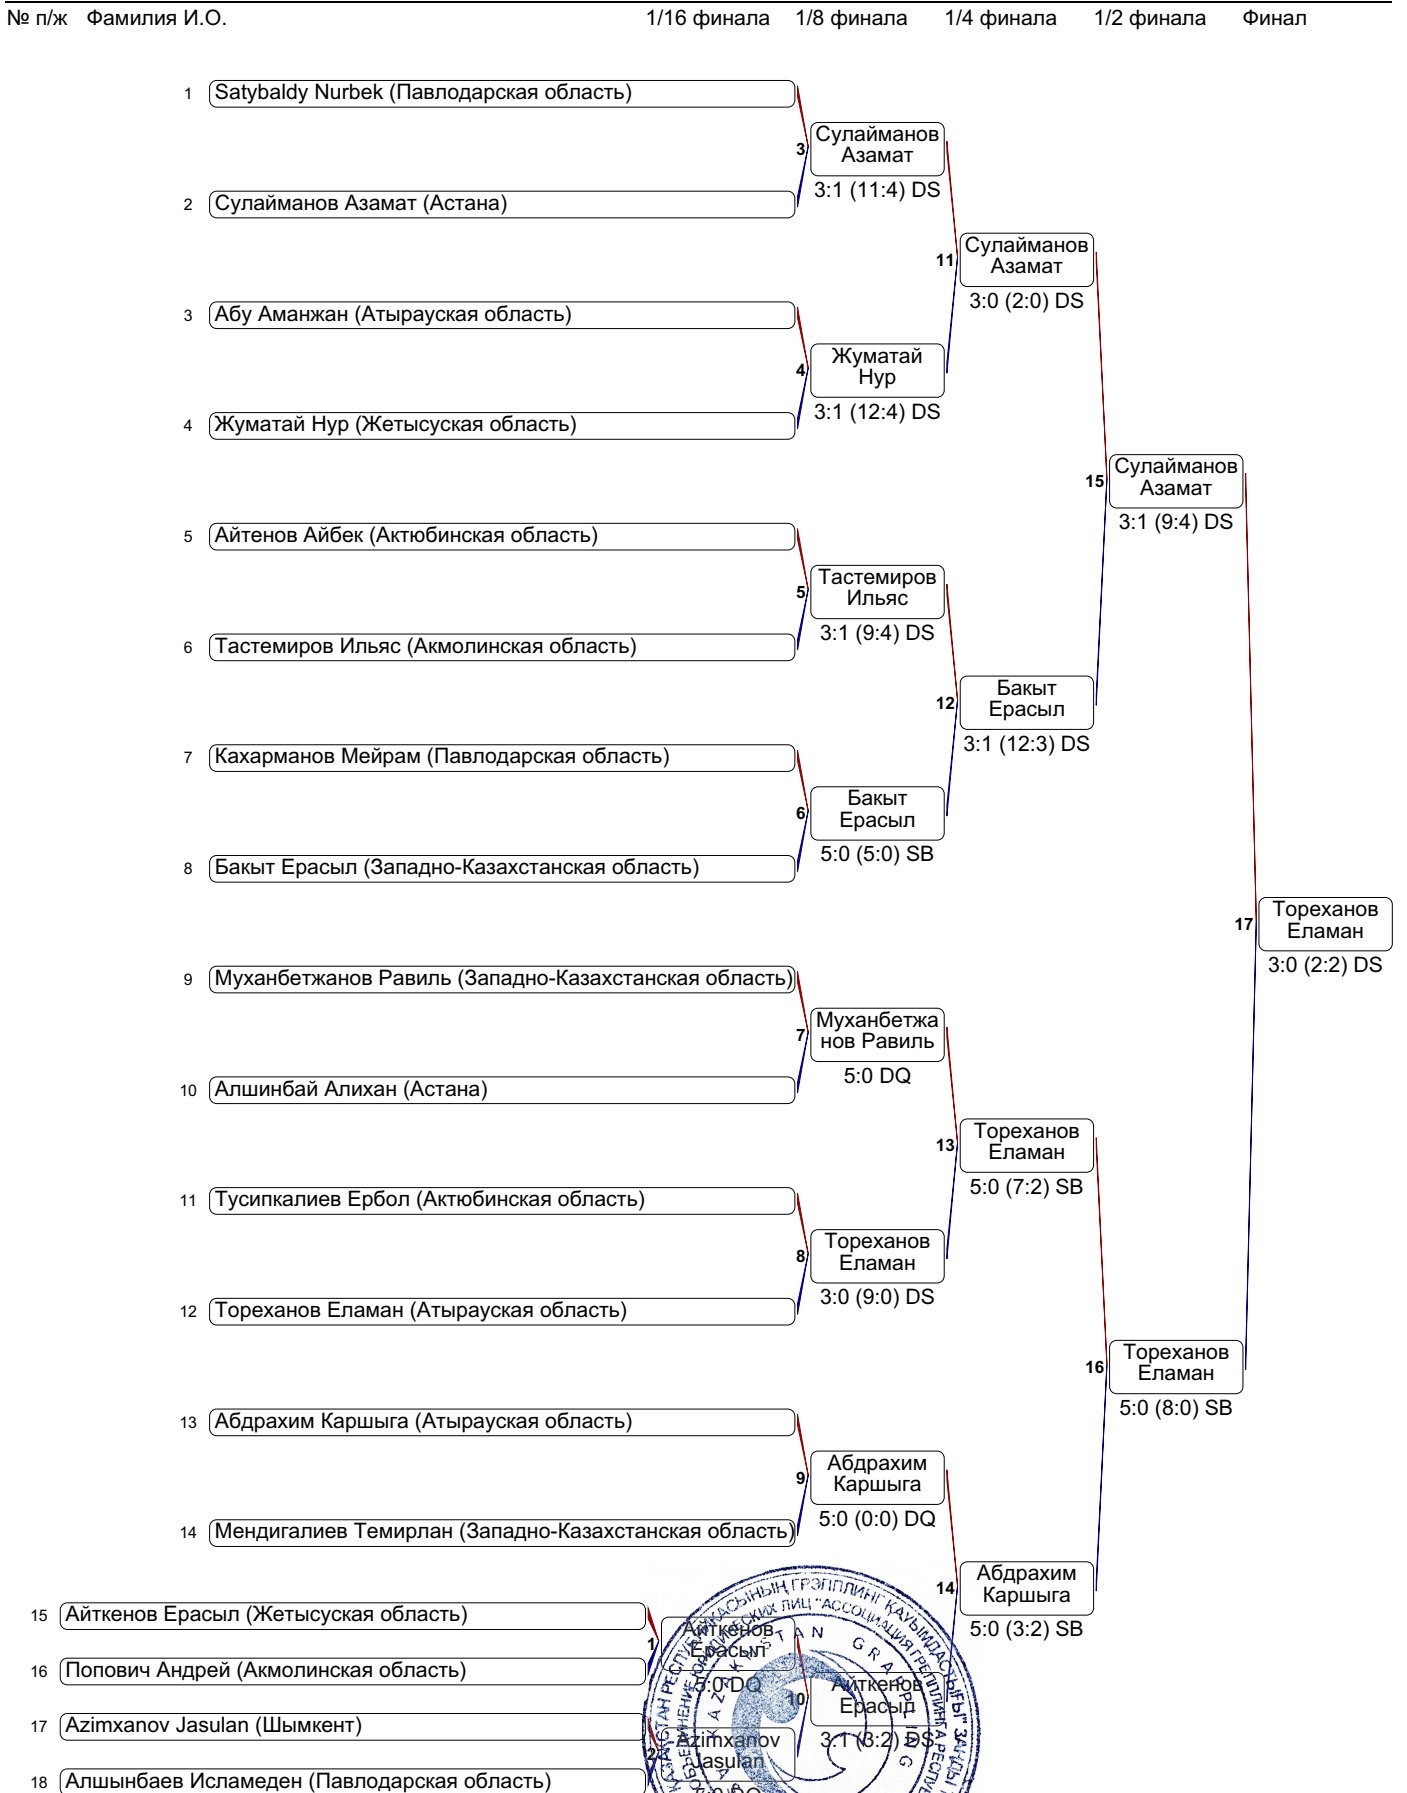 № п/ж Фамилия И.О. 1/16 финала 1/8 финала 1/4 финала 1/2 финала Финал
1 Satybaldy Nurbek (Павлодарская область)
3 Сулайманов
Азамат
3:1 (11:4) DS
2 Сулайманов Азамат (Астана)
11 Сулайманов
Азамат
3:0 (2:0) DS
3 Абу Аманжан (Атырауская область)
4 Жуматай
Нур
3:1 (12:4) DS
4 Жуматай Нур (Жетысуская область)
15 Сулайманов
Азамат
3:1 (9:4) DS
5 Айтенов Айбек (Актюбинская область)
5 Тастемиров
Ильяс
3:1 (9:4) DS
6 Тастемиров Ильяс (Акмолинская область)
12 Бакыт
Ерасыл
3:1 (12:3) DS
7 Кахарманов Мейрам (Павлодарская область)
6 Бакыт
Ерасыл
5:0 (5:0) SB
8 Бакыт Ерасыл (Западно-Казахстанская область)
17 Тореханов
Еламан
3:0 (2:2) DS
9 Муханбетжанов Равиль (Западно-Казахстанская область)
7 Муханбетжа
нов Равиль
5:0 DQ
10 Алшинбай Алихан (Астана)
13 Тореханов
Еламан
5:0 (7:2) SB
11 Тусипкалиев Ербол (Актюбинская область)
8 Тореханов
Еламан
3:0 (9:0) DS
12 Тореханов Еламан (Атырауская область)
16 Тореханов
Еламан
5:0 (8:0) SB
13 Абдрахим Каршыга (Атырауская область)
9 Абдрахим
Каршыга
5:0 (0:0) DQ
14 Мендигалиев Темирлан (Западно-Казахстанская область)
14 Абдрахим
Каршыга
5:0 (3:2) SB
15 Айткенов Ерасыл (Жетысуская область)
1 Айткенов
Ерасыл
5:0 DQ
16 Попович Андрей (Акмолинская область)
10 Айткенов
Ерасыл
3:1 (3:2) DS
17 Azimxanov Jasulan (Шымкент)
2 Azimxanov
Jasulan
18 Алшынбаев Исламеден (Павлодарская область)
KAZAKHSTAN GRAPPLING